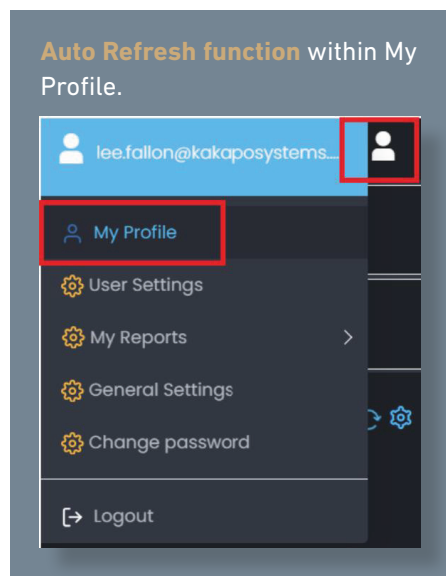 Auto Refresh function within My
Profile.
lee.fallon@kakaposystems....
My Profile
User Settings
My Reports
General Settings
Change password
Logout